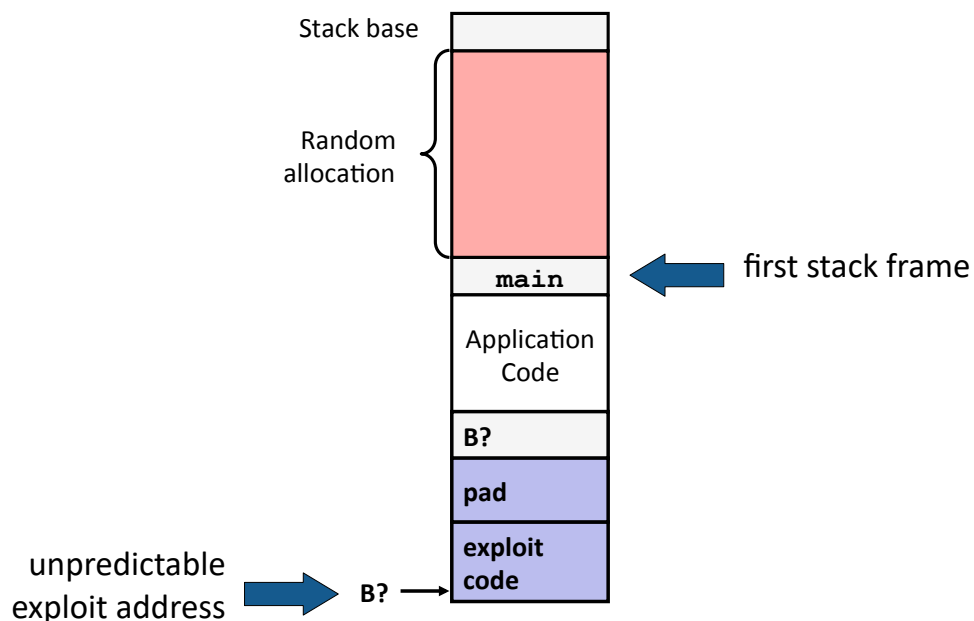 Stack base
Random
allocation
main
first stack frame
Application
Code
B?
pad
exploit
code
unpredictable
exploit address
B?